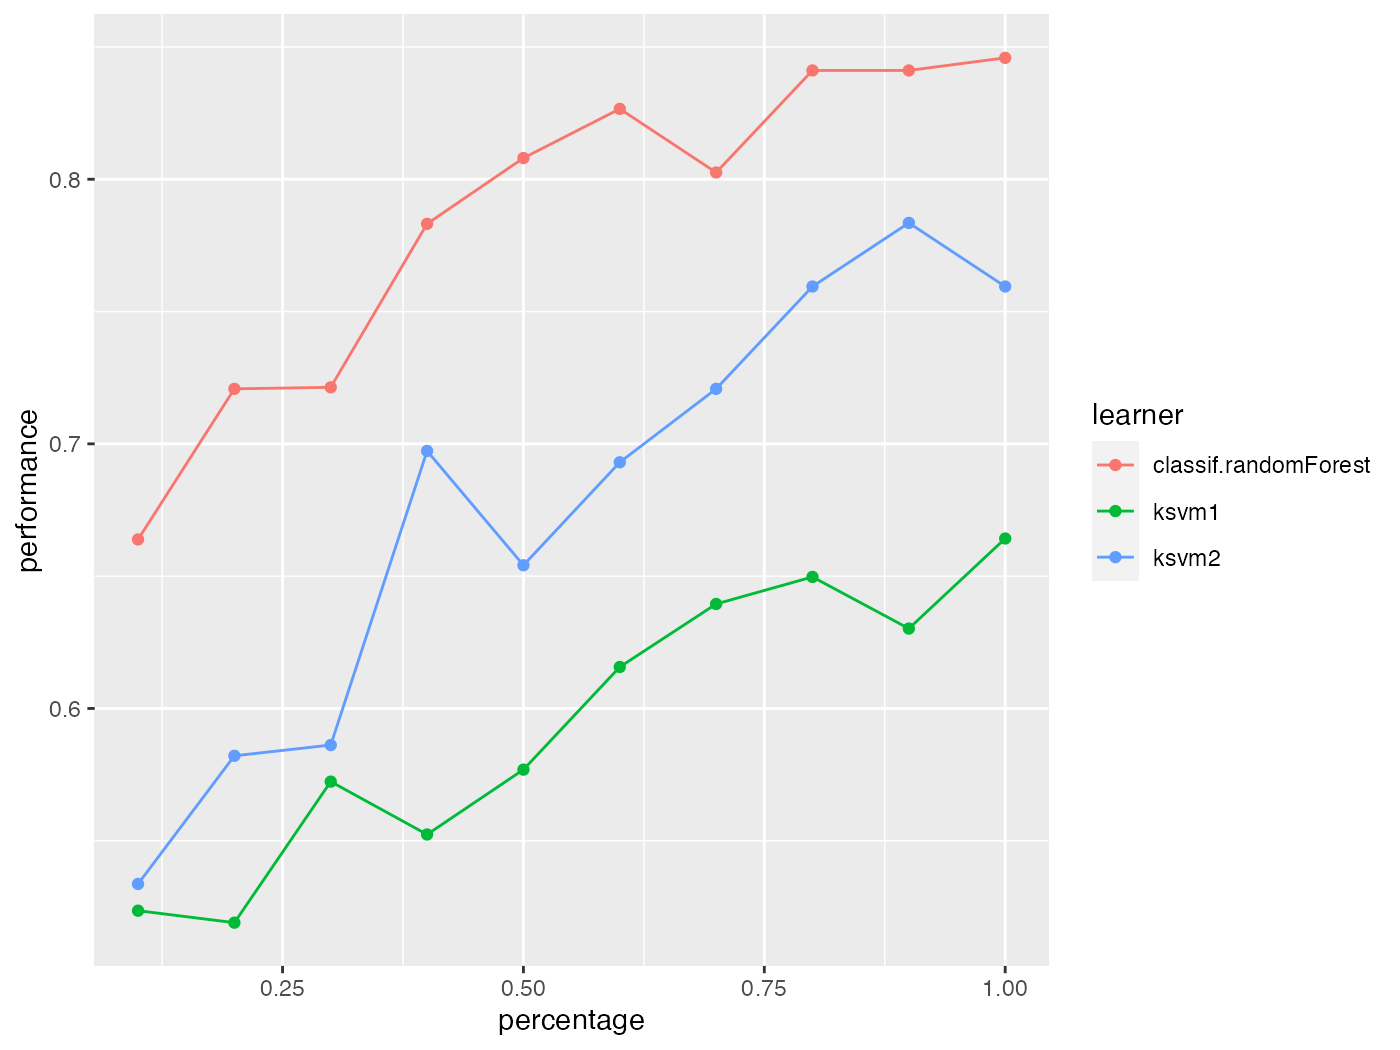 performance
0.8
0.7
0.6
0.25 0.50 0.75 1.00
percentage
learner
classif.randomForest
ksvm1
ksvm2